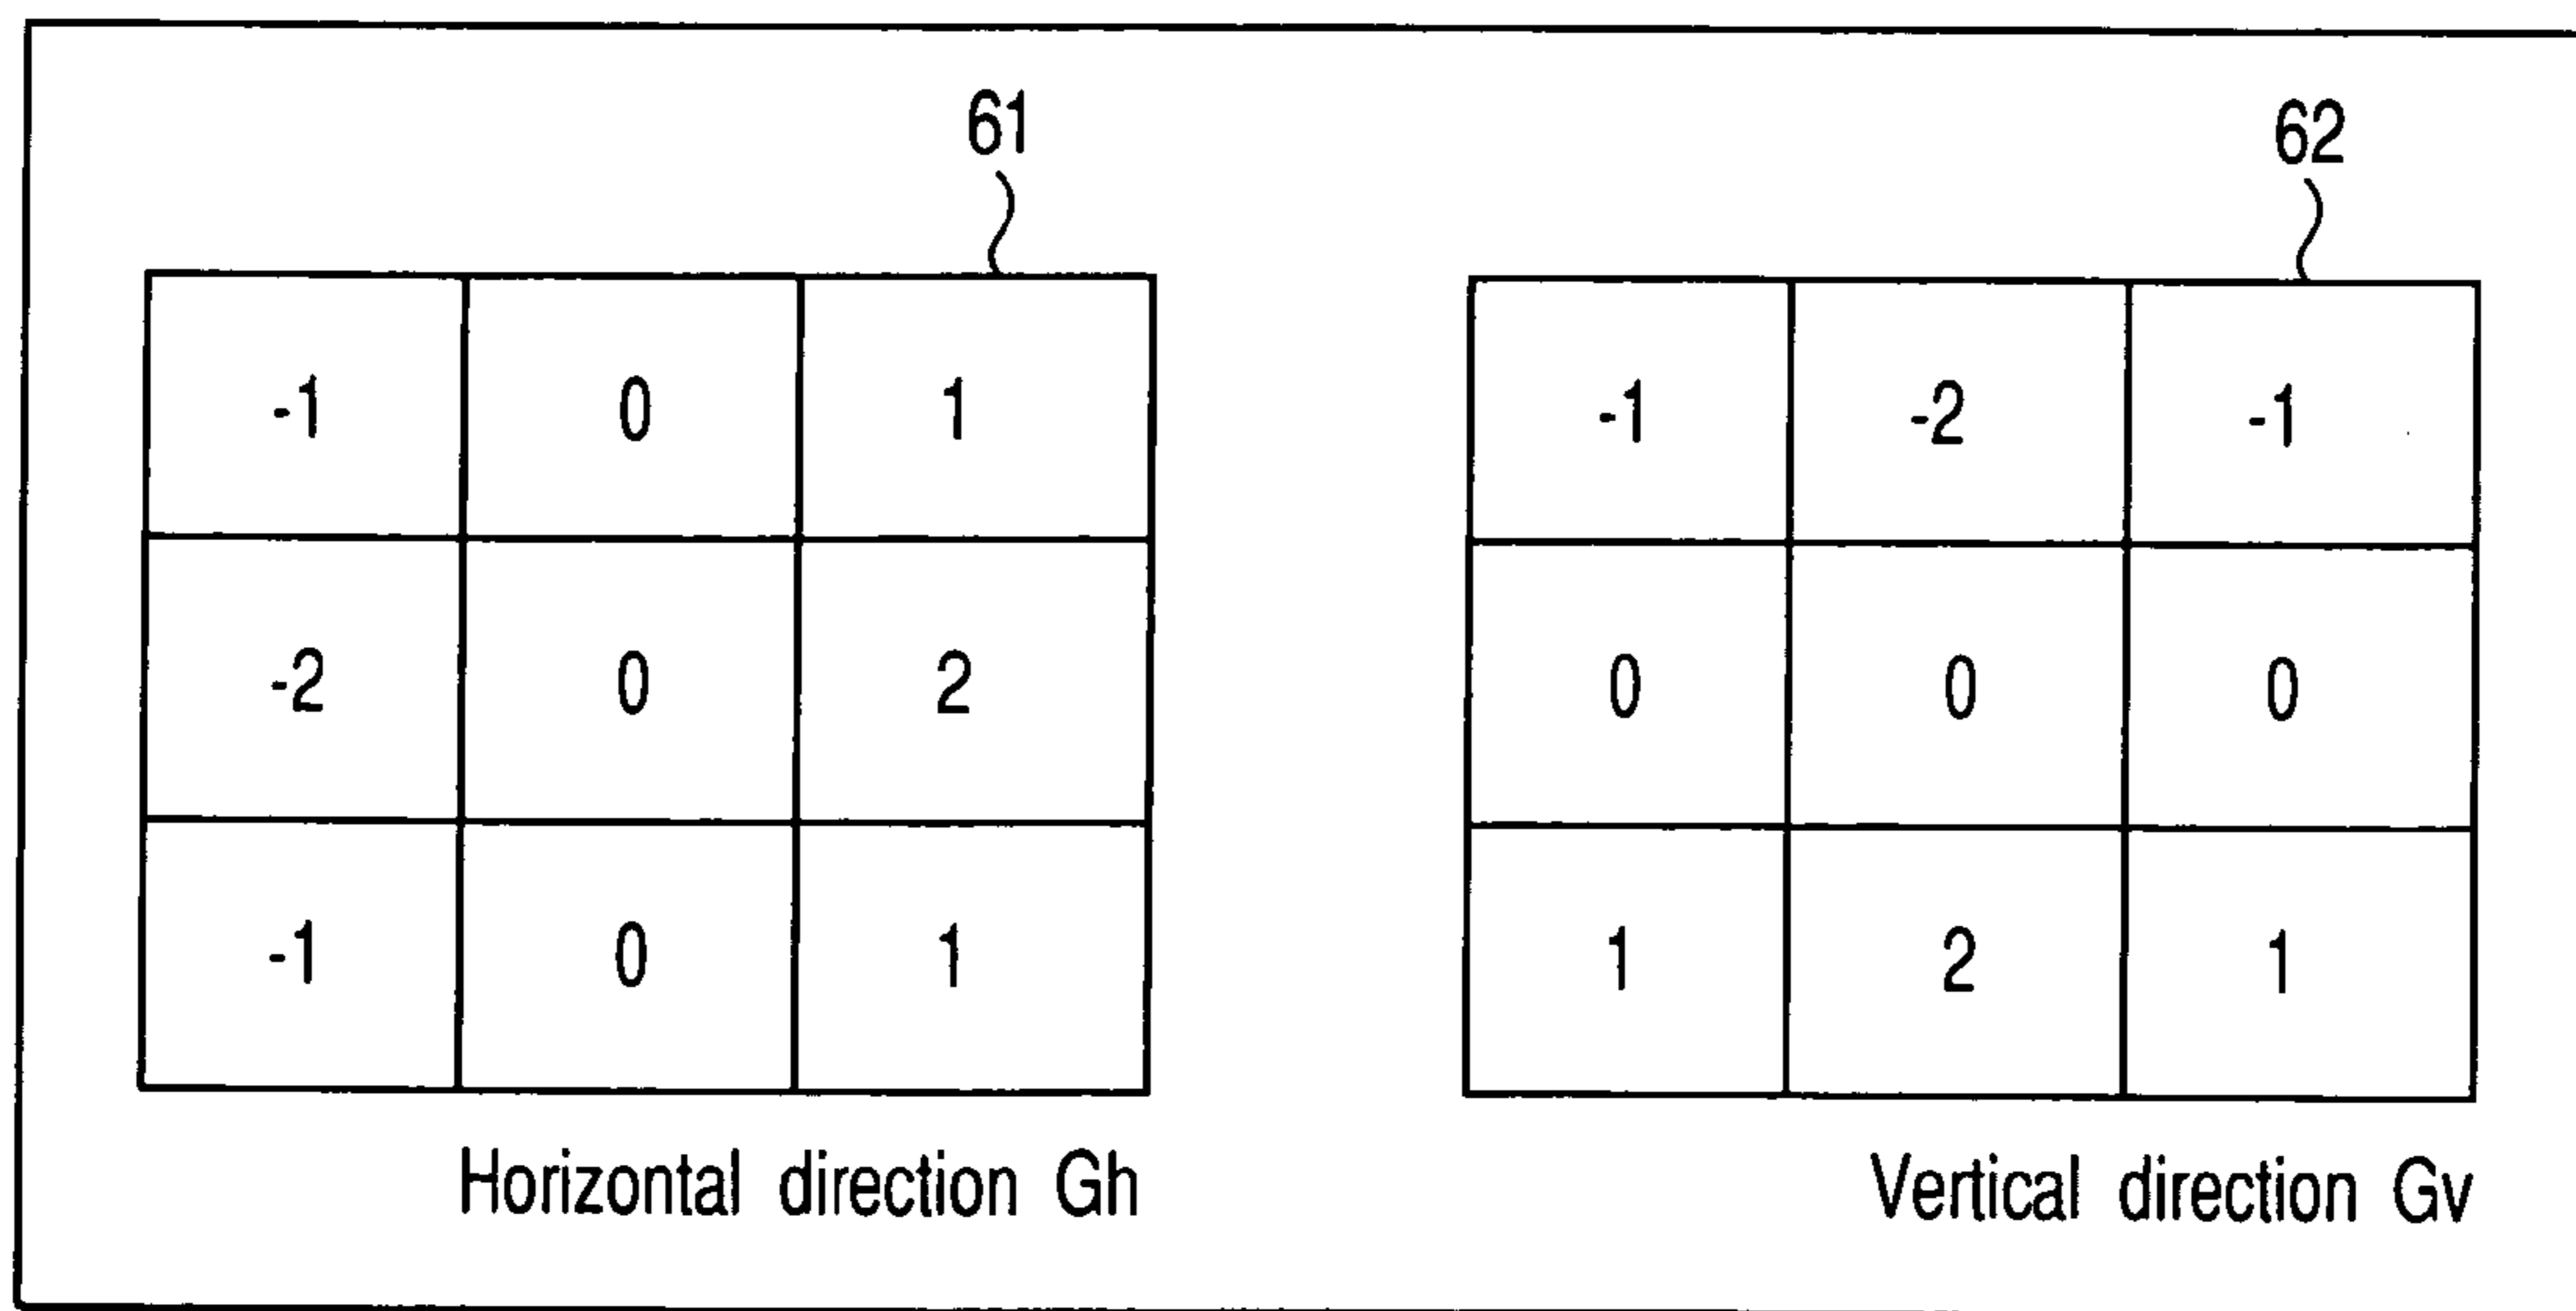 61 62
-1 0 1 -1 -2 -1
-2 0 2 0 0 0
-1 0 1 1 2 1
Horizontal direction Gh Vertical direction Gv